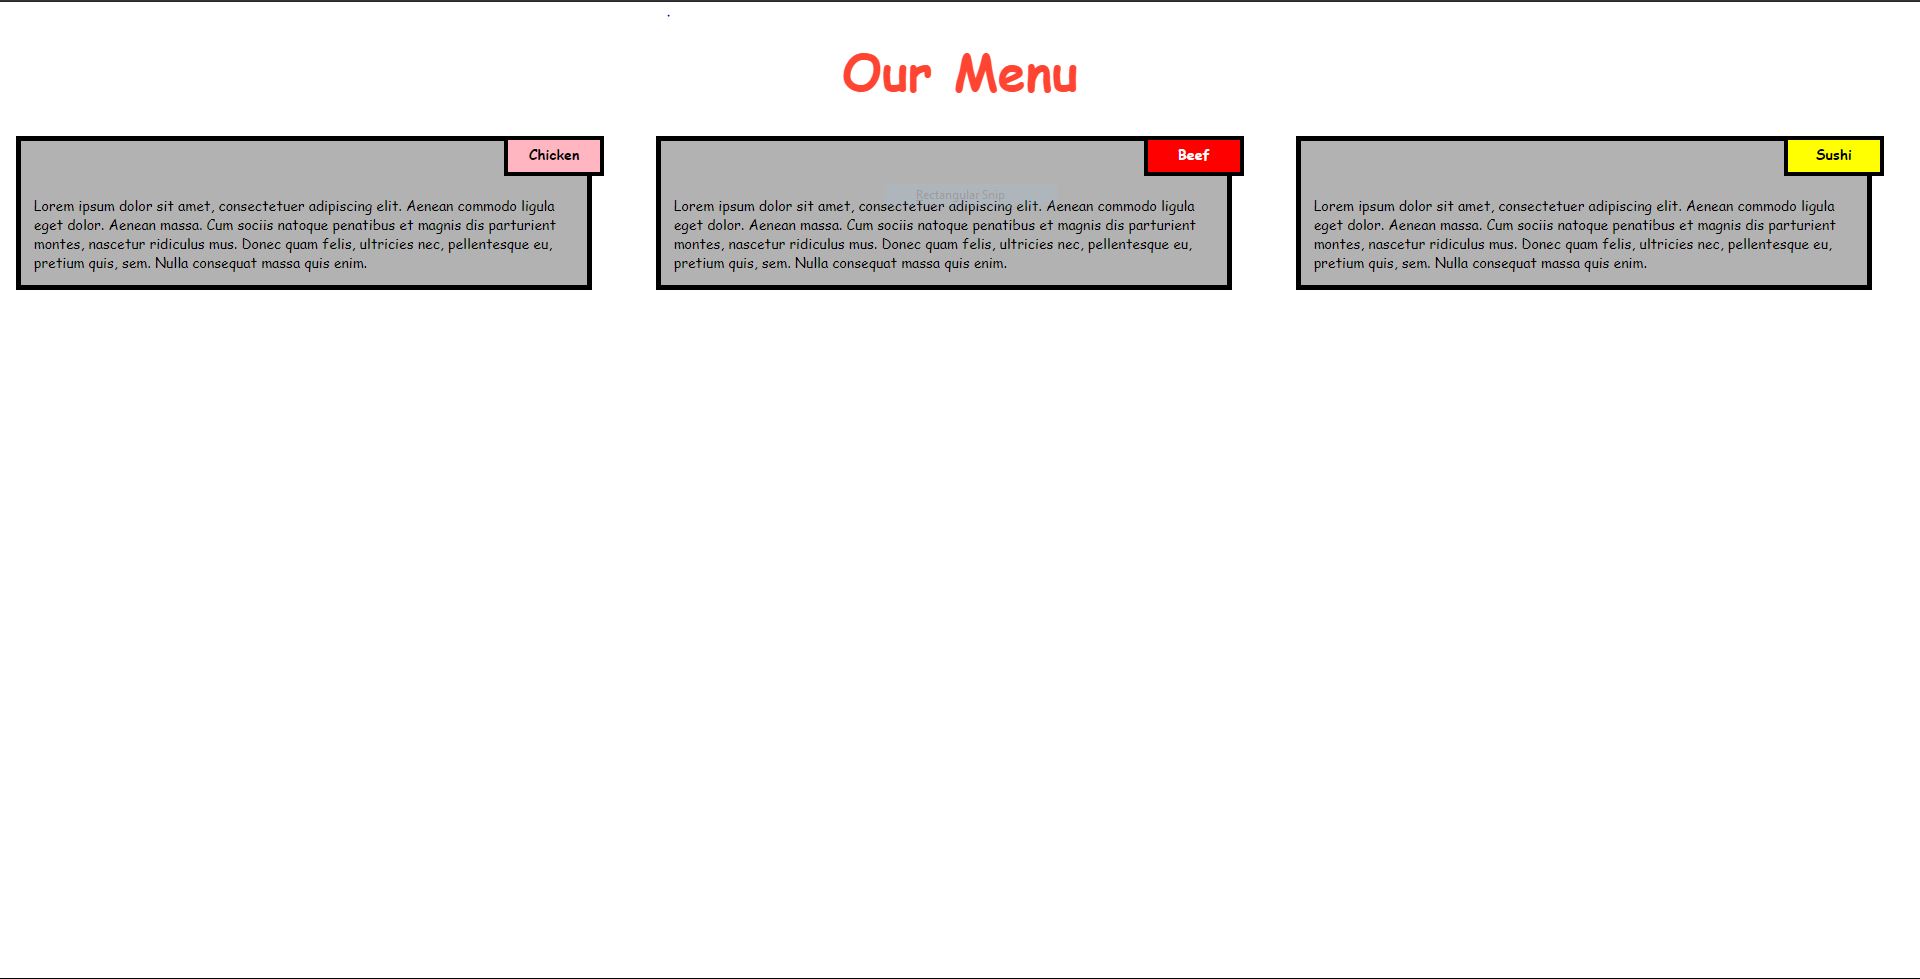 Our Menu
Chicken
Lorem ipsum dolor sit amet, consectetuer adipiscing elit. Aenean commodo ligula
eget dolor. Aenean massa. Cum sociis natoque penatibus et magnis dis parturient
montes, nascetur ridiculus mus. Donec quam felis, ultricies nec, pellentesque eu,
pretium quis, sem. Nulla consequat massa quis enim.
Beef
Rectangular Snip
Lorem ipsum dolor sit amet, consectetuer adipiscing elit. Aenean commodo ligula
eget dolor. Aenean massa. Cum sociis natoque penatibus et magnis dis parturient
montes, nascetur ridiculus mus. Donec quam felis, ultricies nec, pellentesque eu,
pretium quis, sem. Nulla consequat massa quis enim.
Sushi
Lorem ipsum dolor sit amet, consectetuer adipiscing elit. Aenean commodo ligula
eget dolor. Aenean massa. Cum sociis natoque penatibus et magnis dis parturient
montes, nascetur ridiculus mus. Donec quam felis, ultricies nec, pellentesque eu,
pretium quis, sem. Nulla consequat massa quis enim.